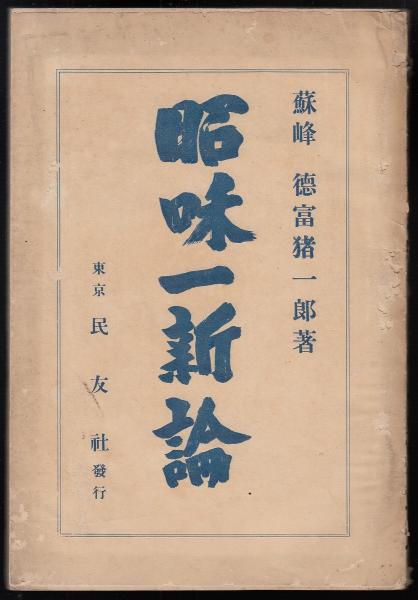 蘇峰 德富猪一郎著
昭咊一新論
東京 民友社發行